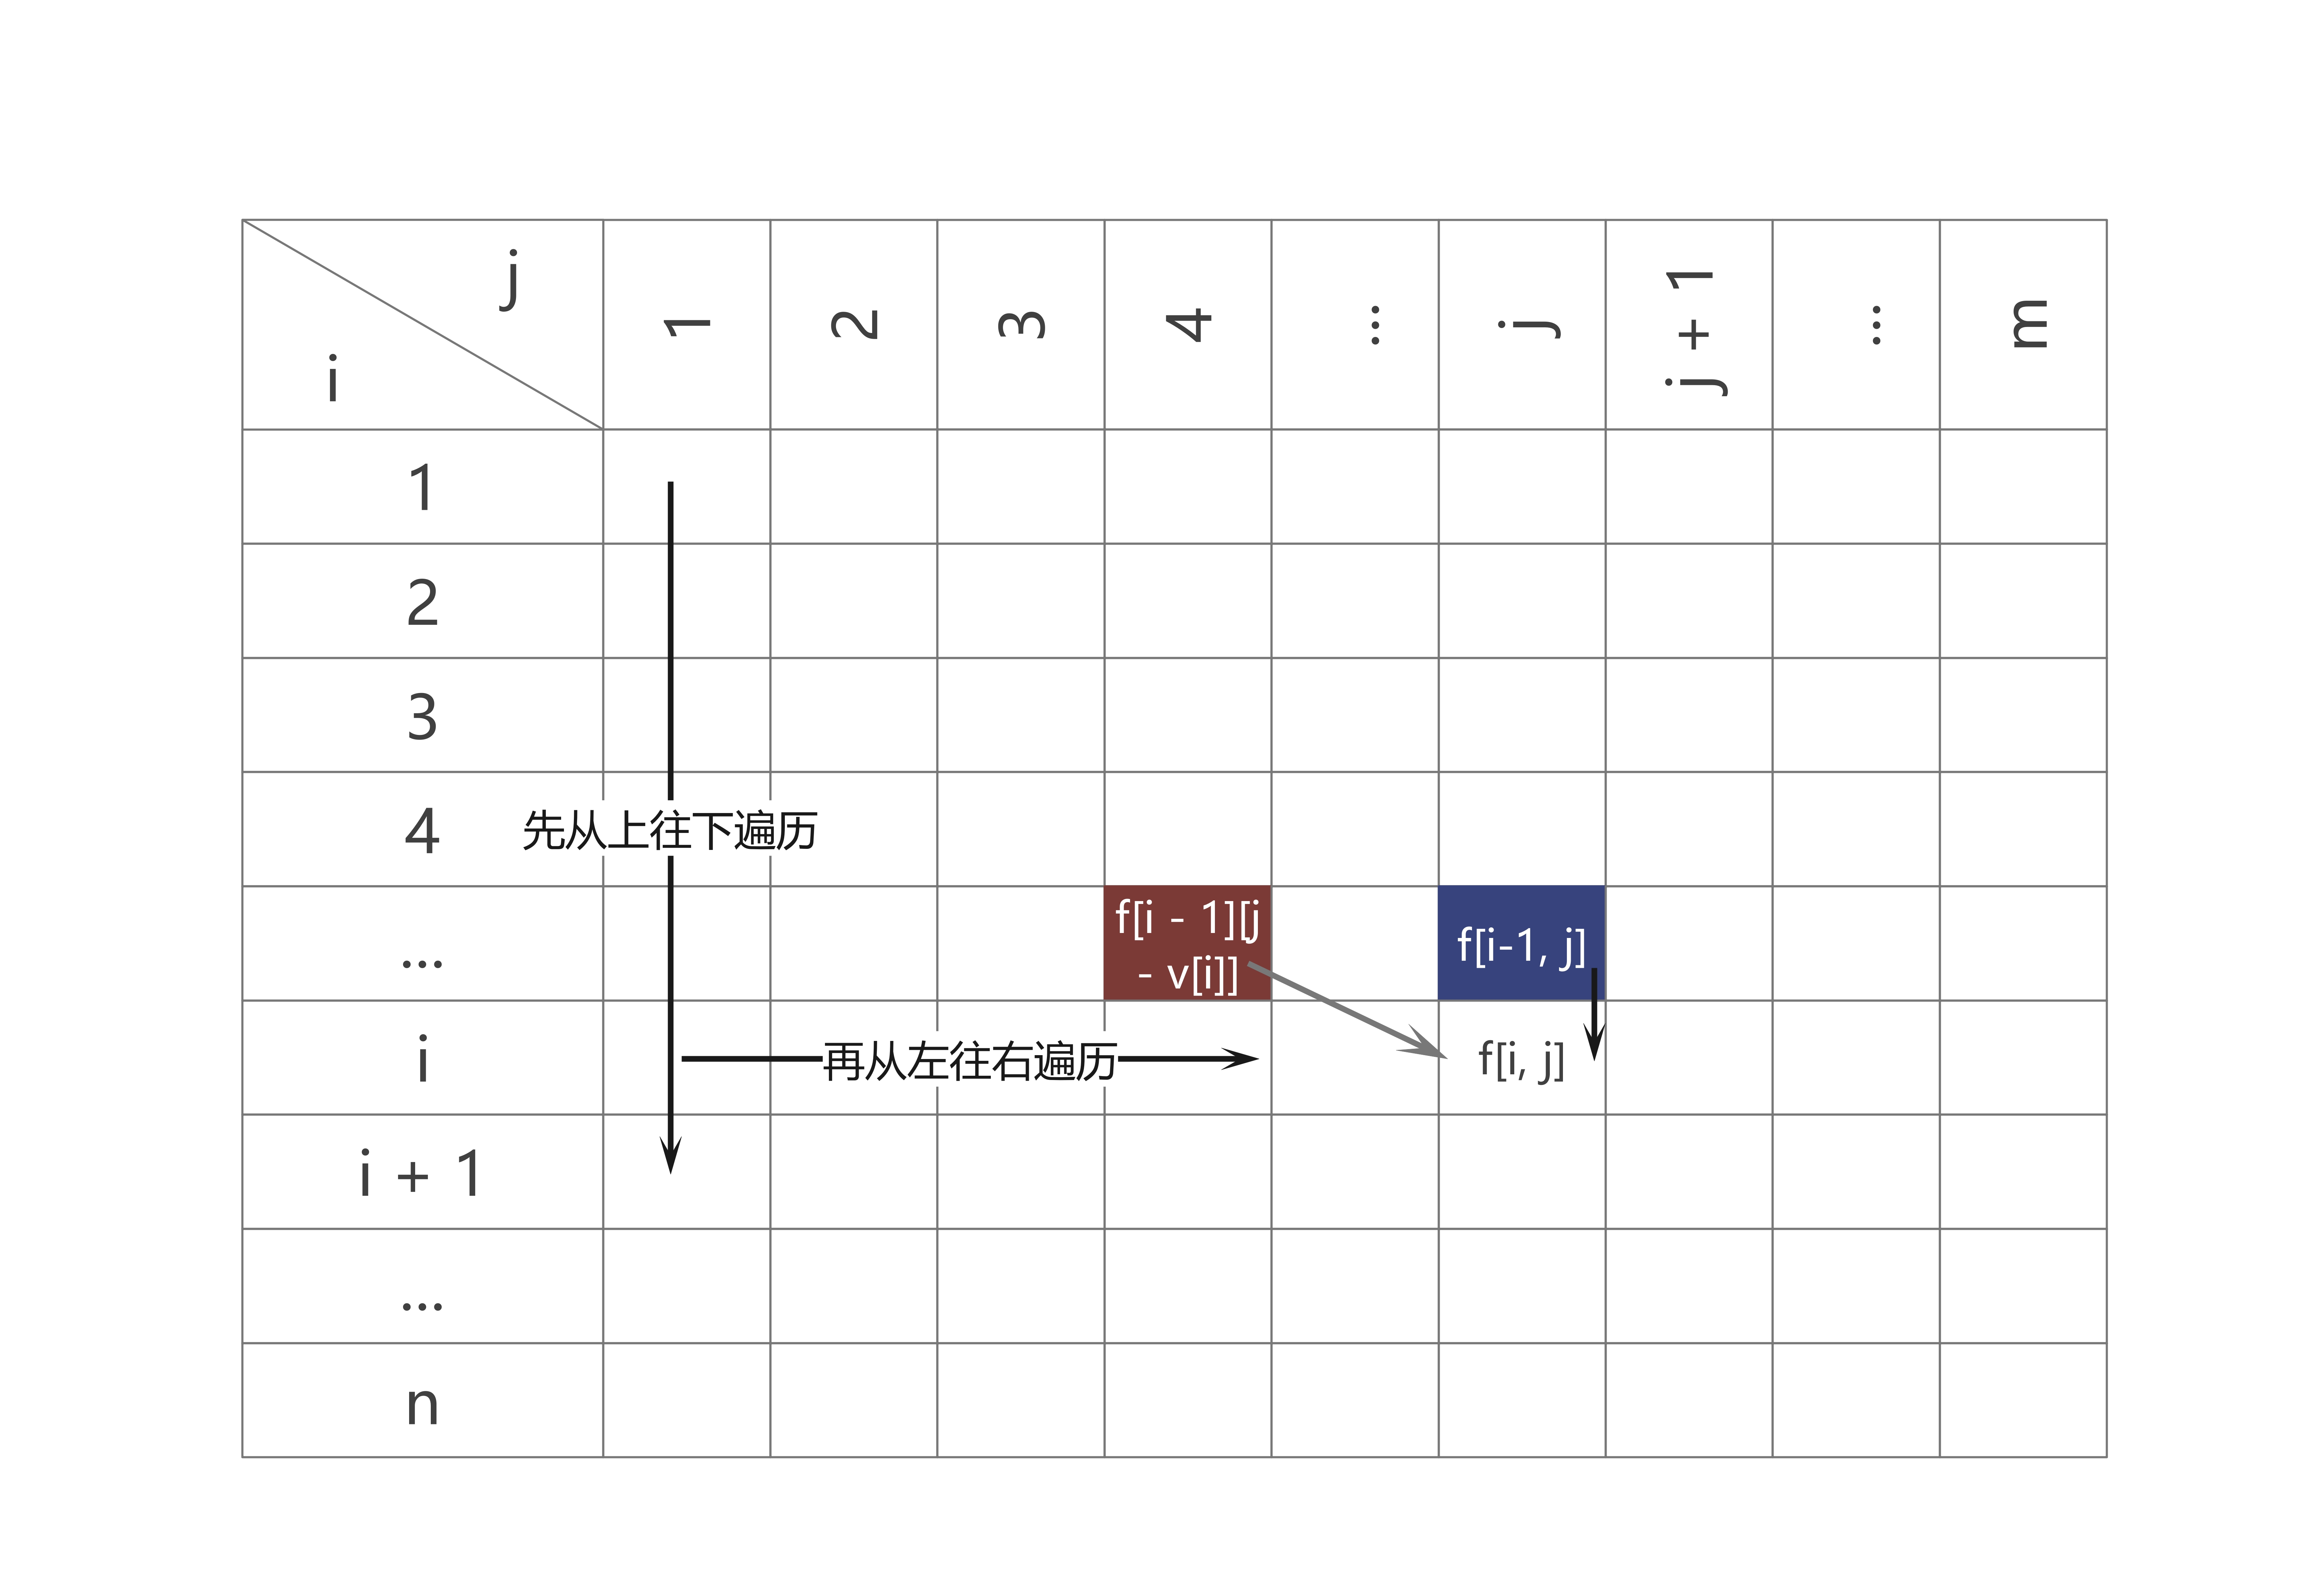 j
i
1
2
3
4
...
j
j + 1
...
m
1
2
3
4
先从上往下遍历
...
f[i - 1][j
- v[i]]
f[i-1, j]
i
再从左往右遍历
f[i, j]
i + 1
...
n